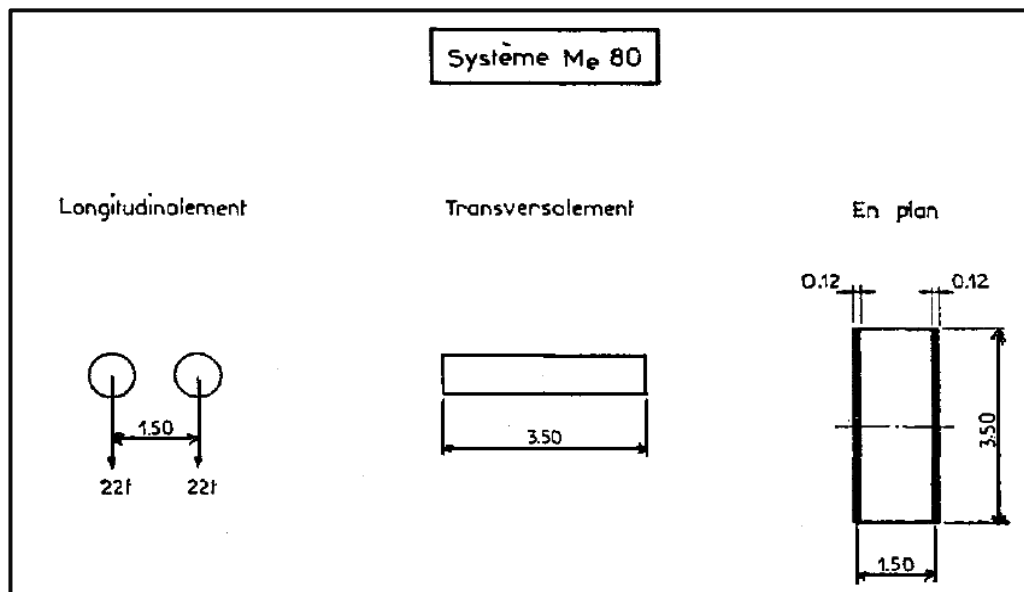 Système Me 80
Longitudinalement
Transversalement
En plan
0.12
0.12
1.50
22t
22t
3.50
3.50
1.50